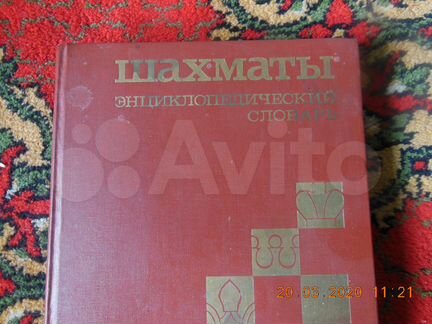 шахматы
ЭНЦИКЛОПЕДИЧЕСКИЙ
СЛОВАРЬ
Avito
20.03.2020 11:21